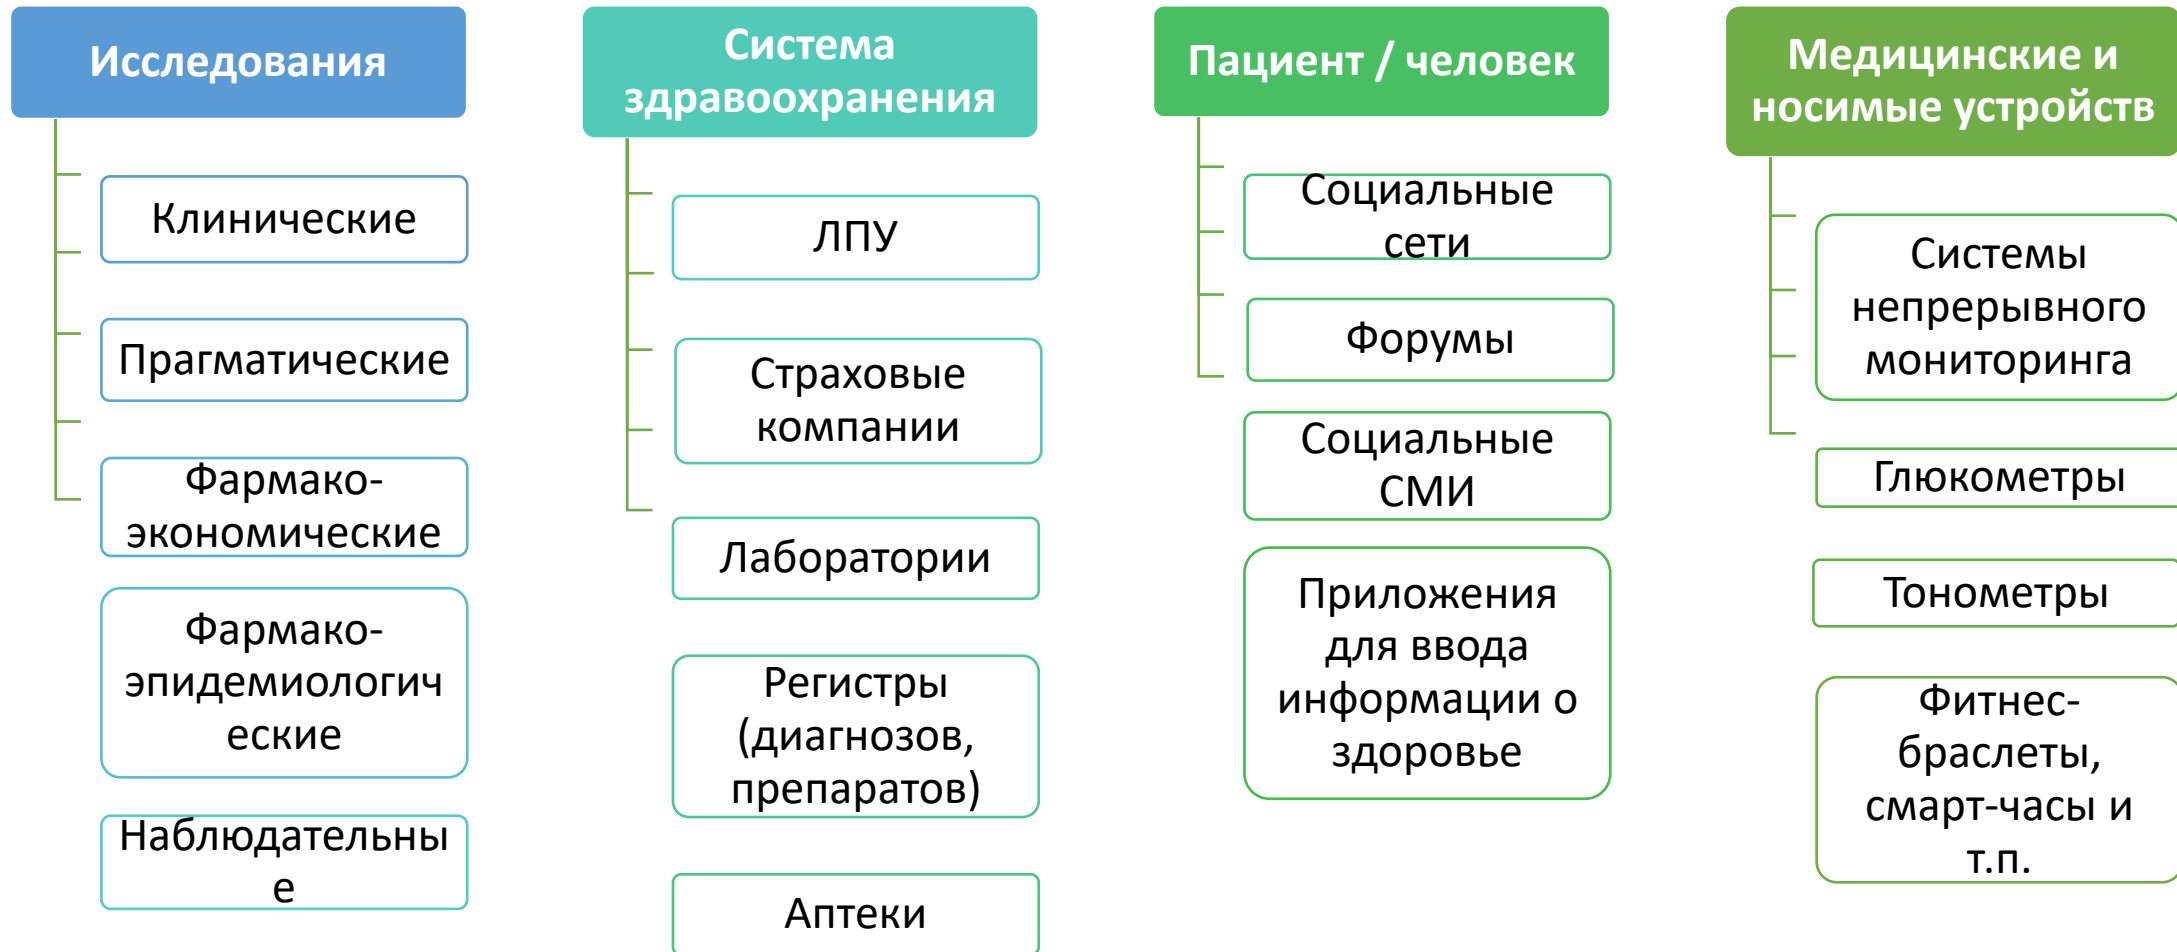 Исследования
Клинические
Прагматические
Фармако-
экономические
Фармако-
эпидемиологич
еские
Наблюдательны
е
Система
здравоохранения
ЛПУ
Страховые
компании
Лаборатории
Регистры
(диагнозов,
препаратов)
Аптеки
Пациент / человек
Социальные
сети
Форумы
Социальные
СМИ
Приложения
для ввода
информации о
здоровье
Медицинские и
носимые устройств
Системы
непрерывного
мониторинга
Глюкометры
Тонометры
Фитнес-
браслеты,
смарт-часы и
т.п.